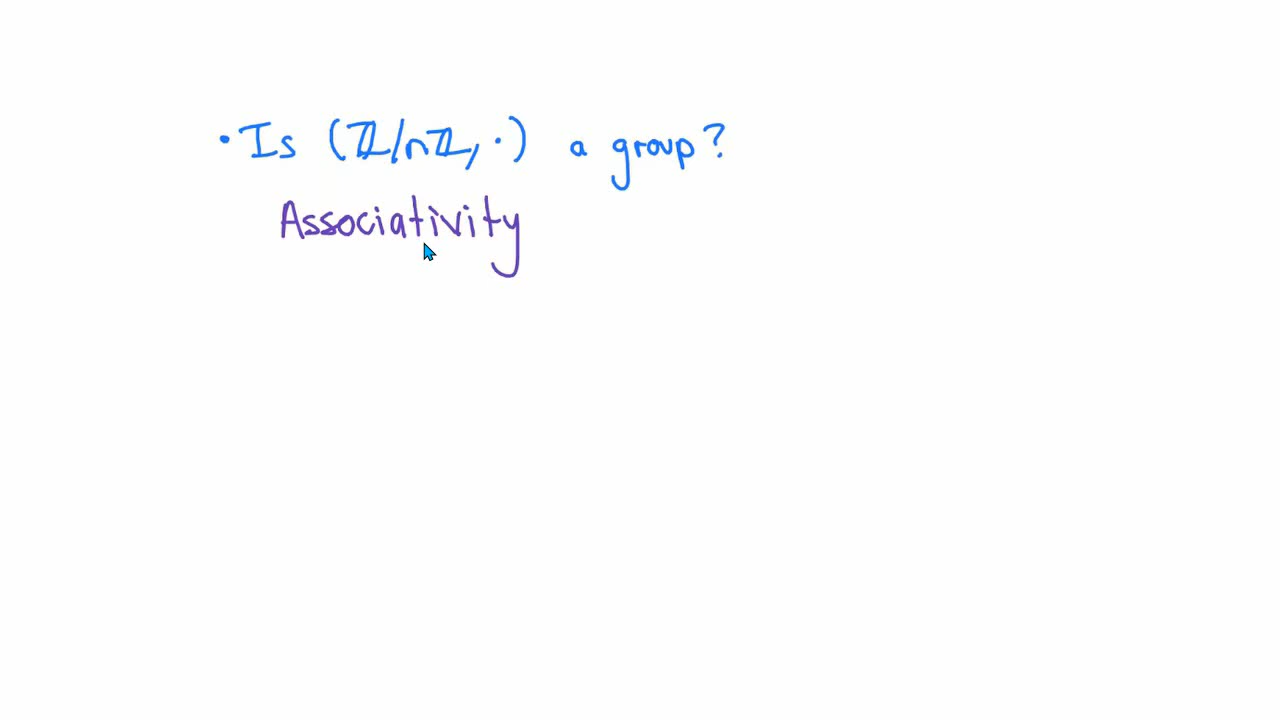 • Is (ℤ/nℤ, ·) a group?
Associativity